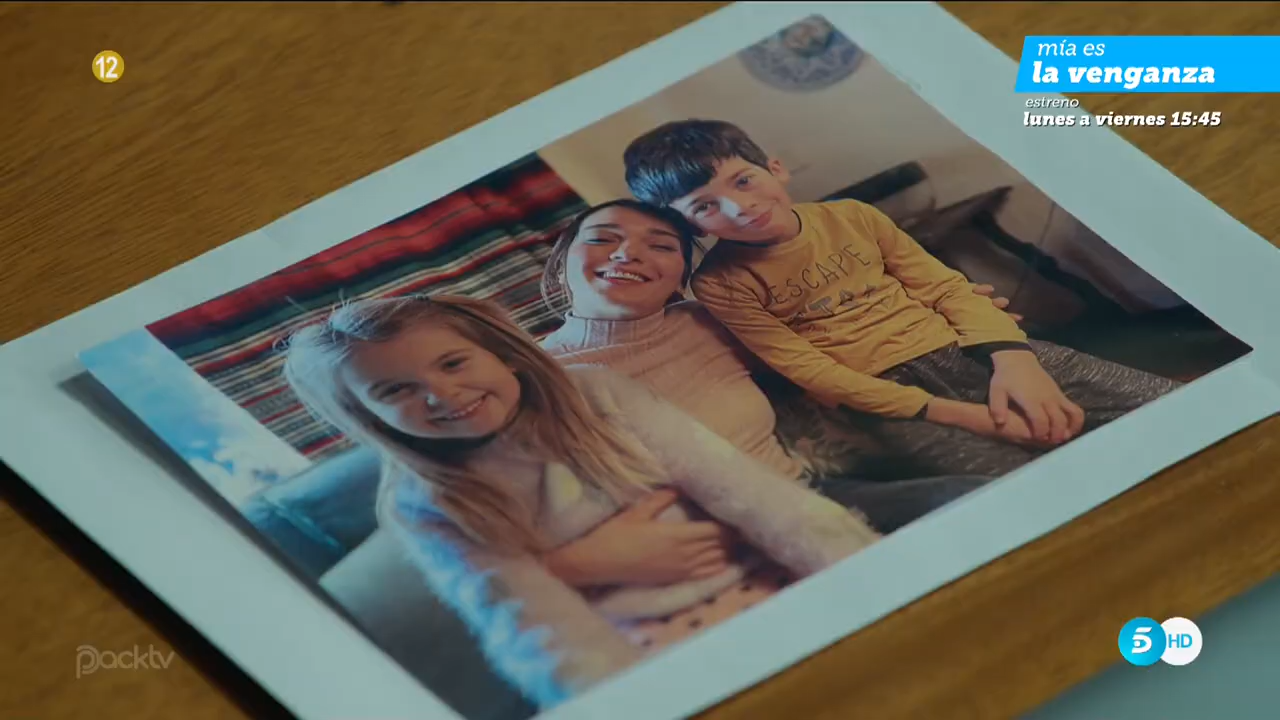 12
mía es
la venganza
estreno
lunes a viernes 15:45
ESCAPE
5 HD
packtv